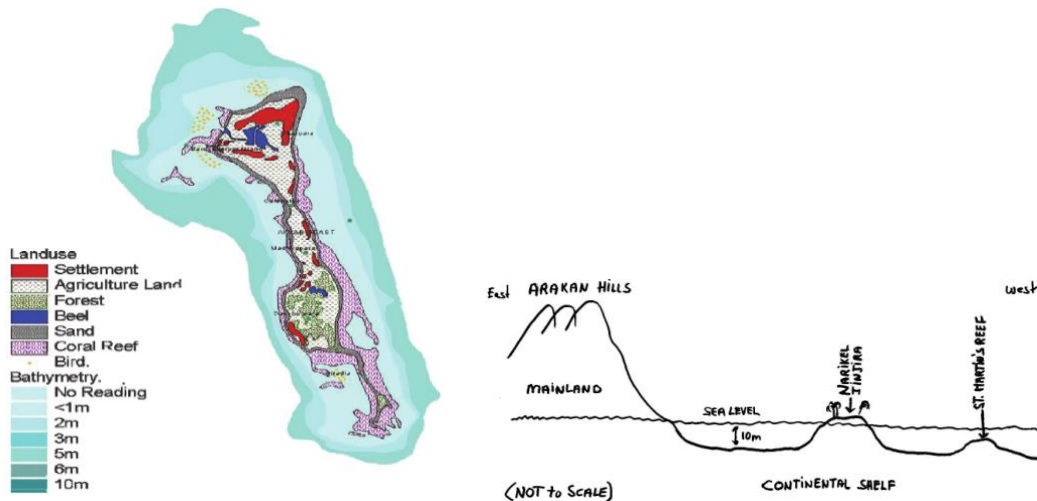 Landuse
Settlement
Agriculture Land
Forest
Beel
Sand
Coral Reef
Bird.
Bathymetry.
No Reading
<1m
2m
3m
5m
6m
10m
East
ARAKAN HILLS
West
MAINLAND
SEA LEVEL
10m
NARIKEL
JINJIRA
ST. MARTIN'S REEF
(NOT to SCALE)
CONTINENTAL SHELF